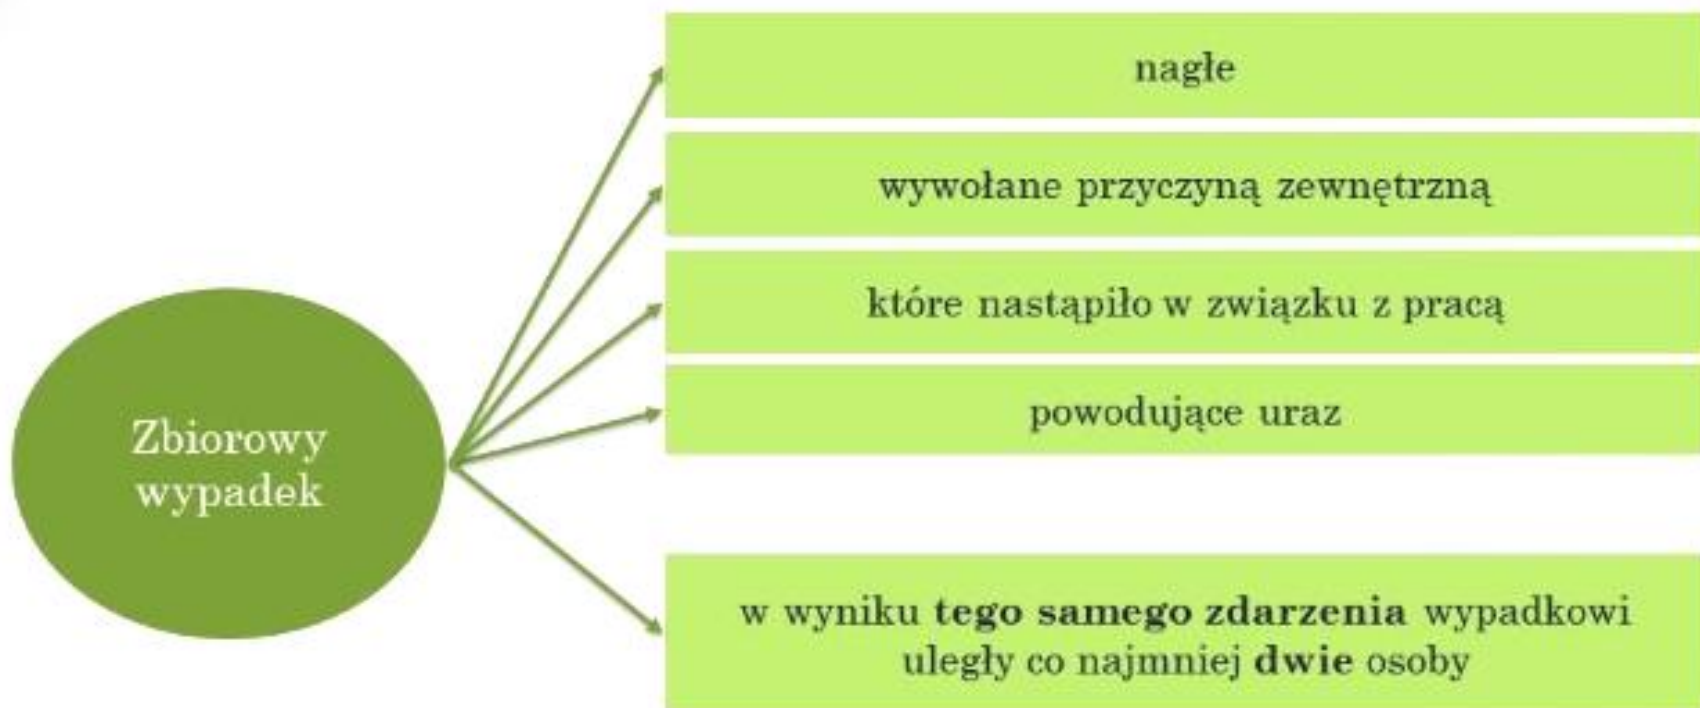 nagłe
wywołane przyczyną zewnętrzną
które nastąpiło w związku z pracą
powodujące uraz
Zbiorowy
wypadek
w wyniku tego samego zdarzenia wypadkowi
uległy co najmniej dwie osoby